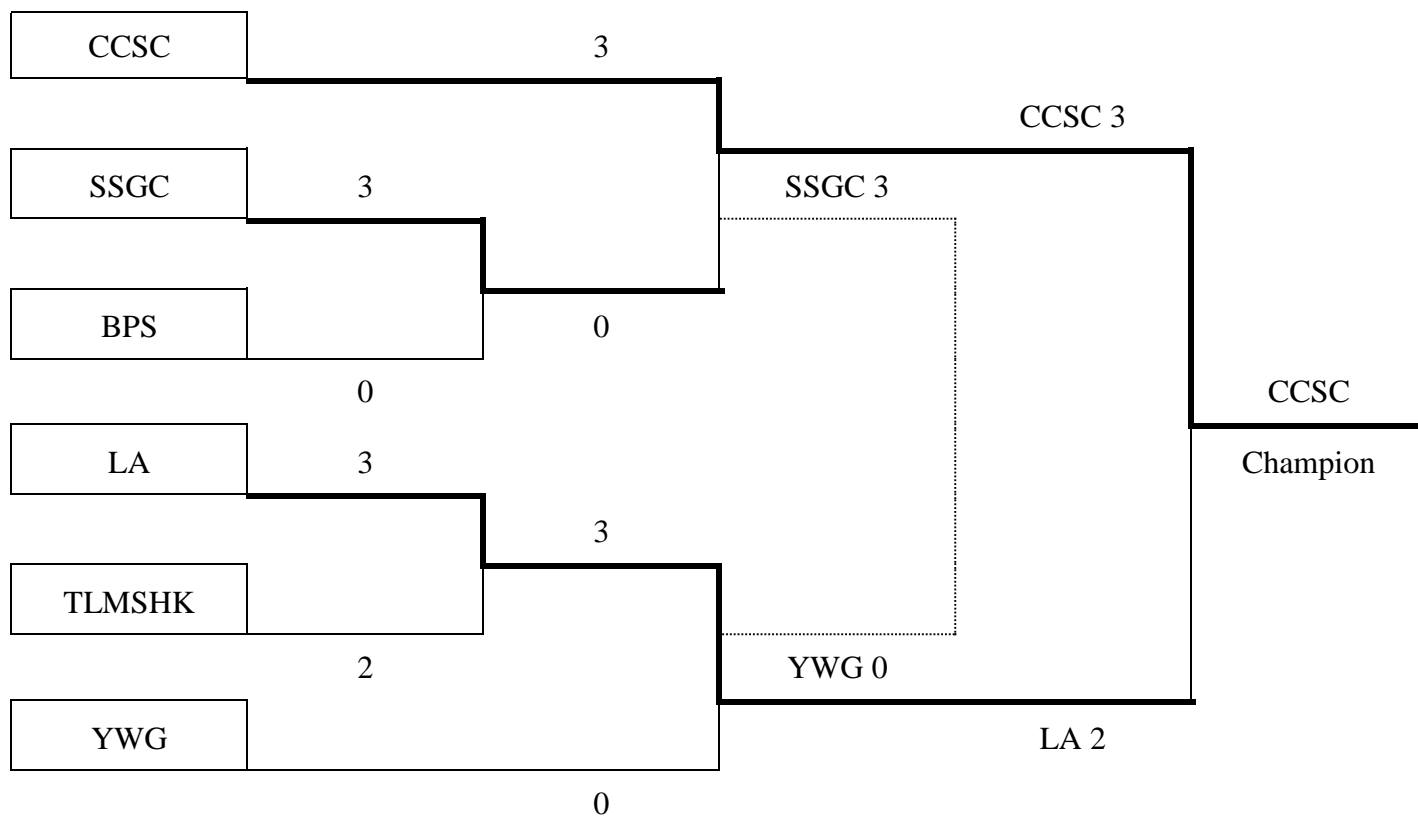 CCSC 3
CCSC 3
SSGC 3 SSGC 3
BPS 0
0 CCSC
LA 3 Champion
3
TLMSHK
2 YWG 0
YWG LA 2
0